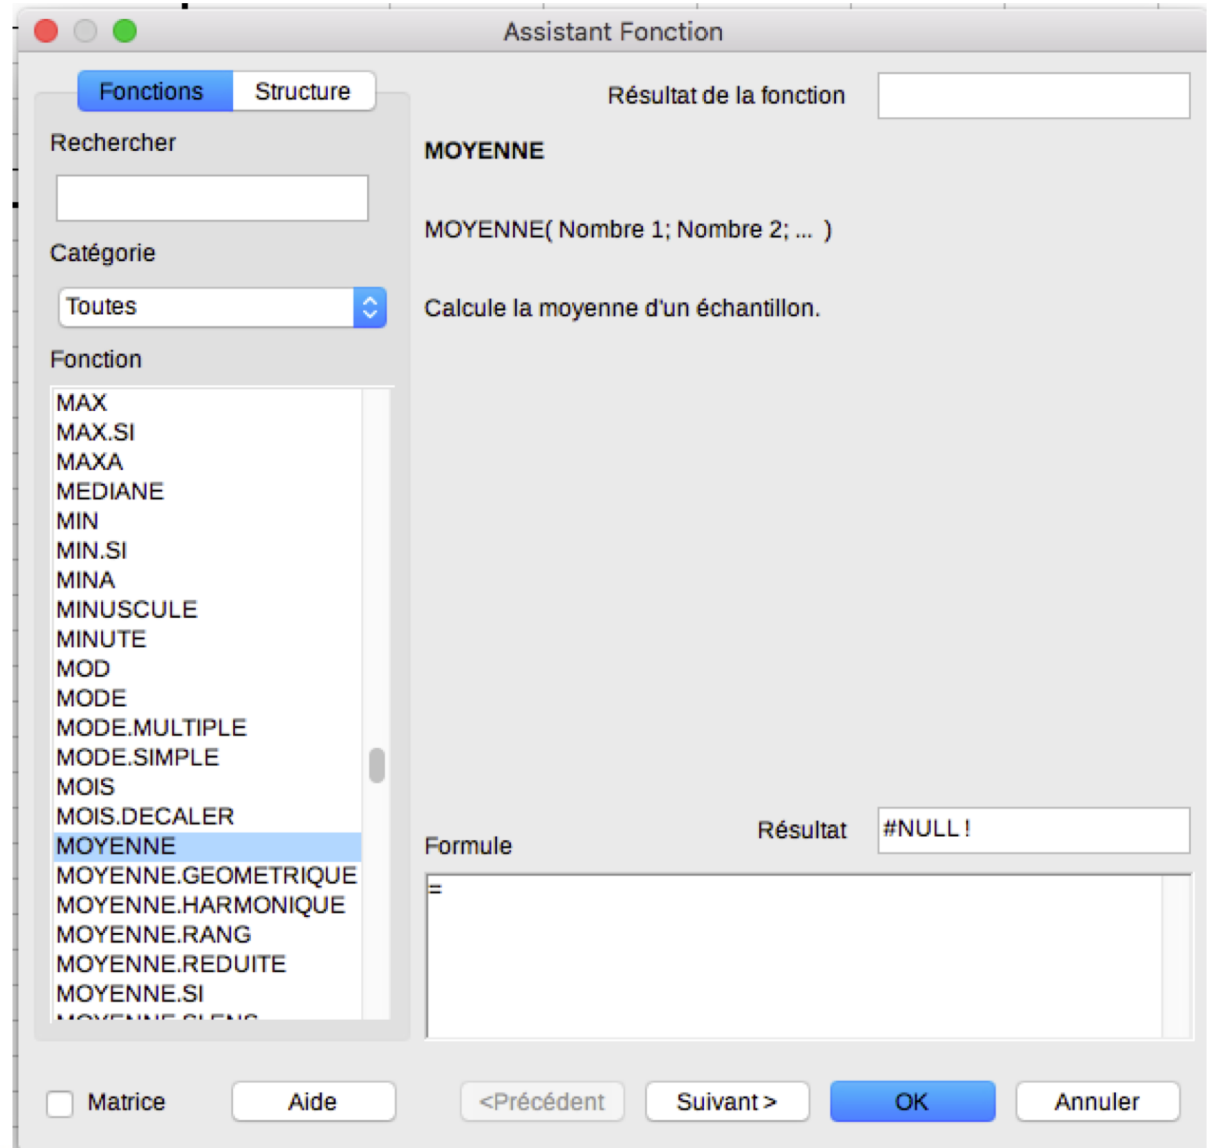 Assistant Fonction
Fonctions Structure
Rechercher
Catégorie
Toutes
Fonction
MAX
MAX.SI
MAXA
MEDIANE
MIN
MIN.SI
MINA
MINUSCULE
MINUTE
MOD
MODE
MODE.MULTIPLE
MODE.SIMPLE
MOIS
MOIS.DECALER
MOYENNE
MOYENNE.GEOMETRIQUE
MOYENNE.HARMONIQUE
MOYENNE.RANG
MOYENNE.REDUITE
MOYENNE.SI
Résultat de la fonction
MOYENNE
MOYENNE( Nombre 1; Nombre 2; ... )
Calcule la moyenne d'un échantillon.
Résultat #NULL!
Formule
=
Matrice Aide <Précédent Suivant > OK Annuler